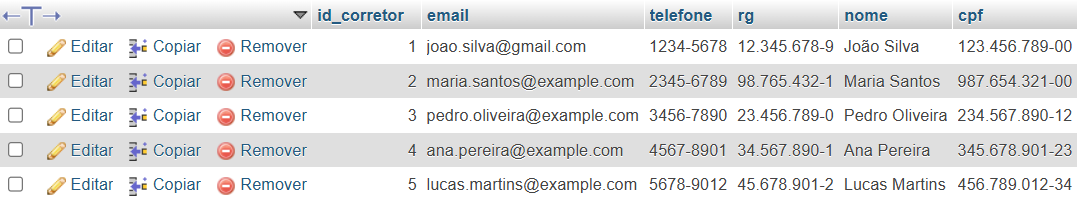 id_corretor email telefone rg nome cpf
Editar Copiar Remover 1 joao.silva@gmail.com 1234-5678 12.345.678-9 João Silva 123.456.789-00
Editar Copiar Remover 2 maria.santos@example.com 2345-6789 98.765.432-1 Maria Santos 987.654.321-00
Editar Copiar Remover 3 pedro.oliveira@example.com 3456-7890 23.456.789-0 Pedro Oliveira 234.567.890-12
Editar Copiar Remover 4 ana.pereira@example.com 4567-8901 34.567.890-1 Ana Pereira 345.678.901-23
Editar Copiar Remover 5 lucas.martins@example.com 5678-9012 45.678.901-2 Lucas Martins 456.789.012-34